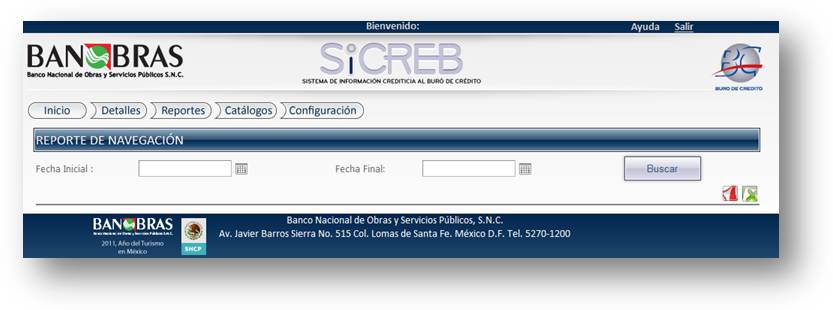 Bienvenido:
Ayuda Salir
BANOBRAS
Banco Nacional de Obras y Servicios Públicos S.N.C.
SiCREB
SISTEMA DE INFORMACIÓN CREDITICIA AL BURÓ DE CRÉDITO
BC
BURÓ DE CREDITO
Inicio Detalles Reportes Catálogos Configuración
REPORTE DE NAVEGACIÓN
Fecha Inicial : Fecha Final: Buscar
BANOBRAS
Banco Nacional de Obras y Servicios Públicos S.N.C.
2011, Año del Turismo
en México
SHCP
Banco Nacional de Obras y Servicios Públicos, S.N.C.
Av. Javier Barros Sierra No. 515 Col. Lomas de Santa Fe. México D.F. Tel. 5270-1200